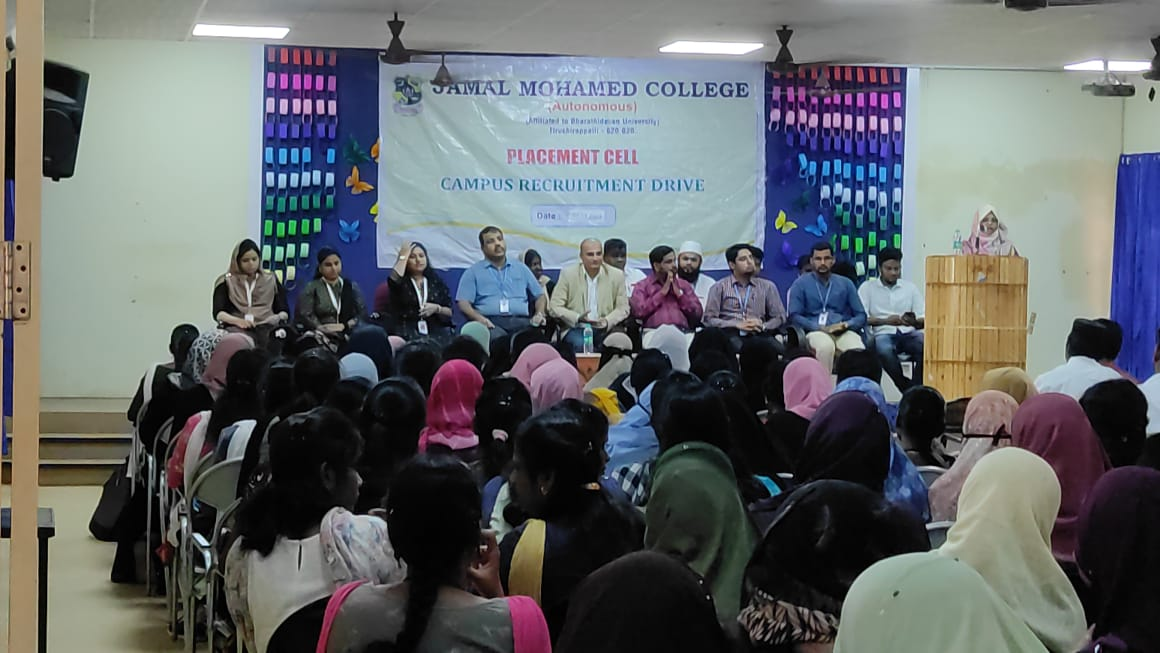 JAMAL MOHAMED COLLEGE
(Autonomous)
(Affiliated to Bharathidasan University)
Tiruchirappalli - 620 020.
PLACEMENT CELL
CAMPUS RECRUITMENT DRIVE
Date :